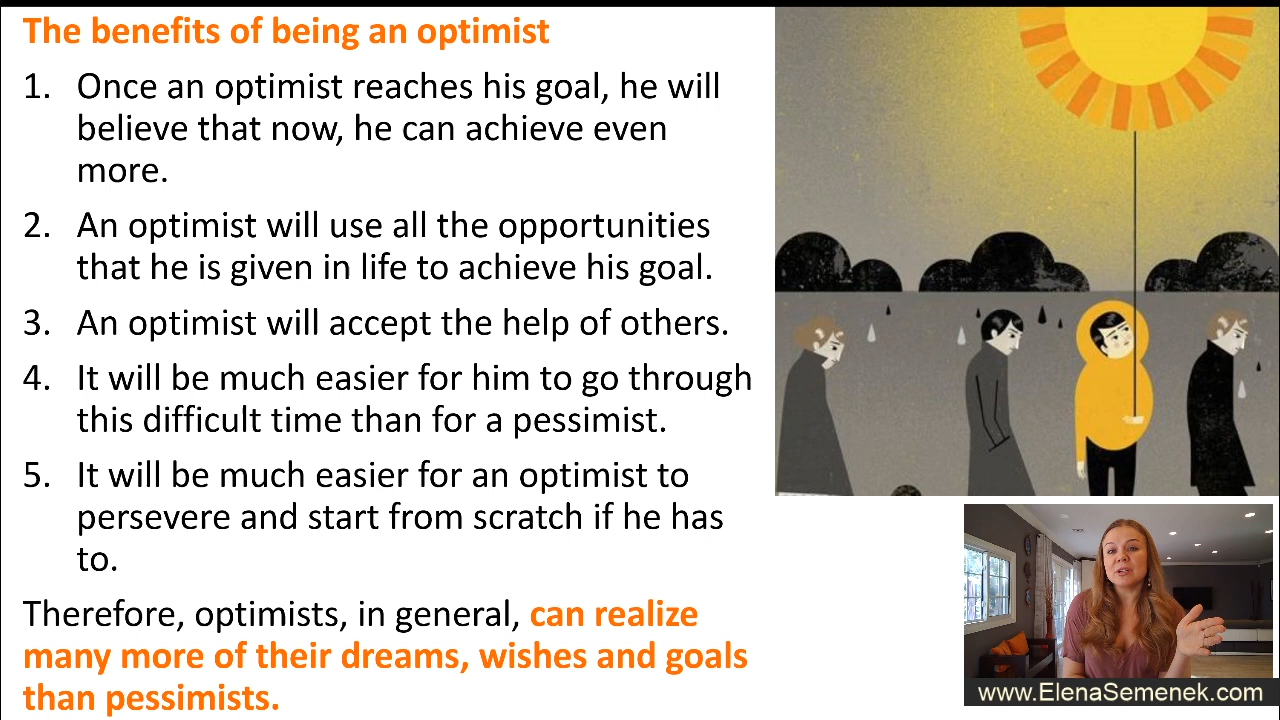 The benefits of being an optimist
1. Once an optimist reaches his goal, he will
believe that now, he can achieve even
more.
2. An optimist will use all the opportunities
that he is given in life to achieve his goal.
3. An optimist will accept the help of others.
4. It will be much easier for him to go through
this difficult time than for a pessimist.
5. It will be much easier for an optimist to
persevere and start from scratch if he has
to.
Therefore, optimists, in general, can realize
many more of their dreams, wishes and goals
than pessimists.
www.ElenaSemenek.com